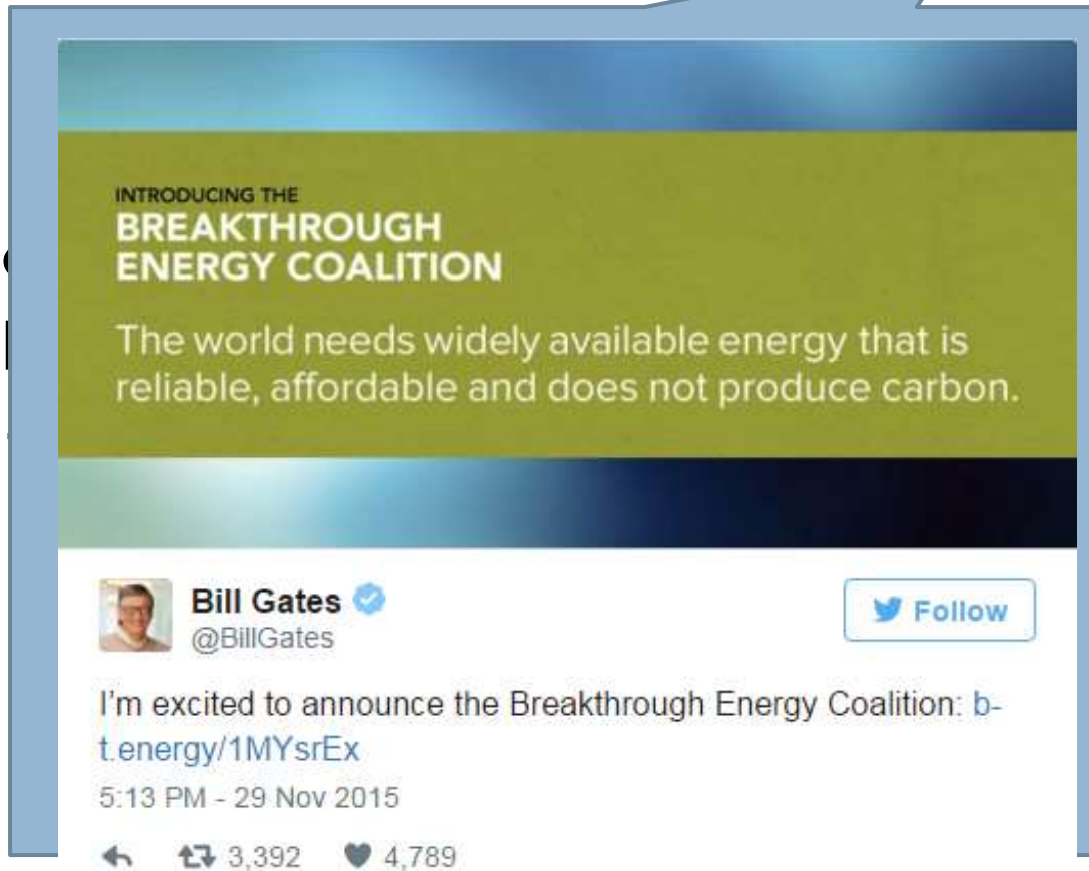 INTRODUCING THE
BREAKTHROUGH
ENERGY COALITION
The world needs widely available energy that is
reliable, affordable and does not produce carbon.
Bill Gates
@BillGates
Follow
I'm excited to announce the Breakthrough Energy Coalition: b-
t.energy/1MYsrEx
5:13 PM - 29 Nov 2015
3,392 4,789